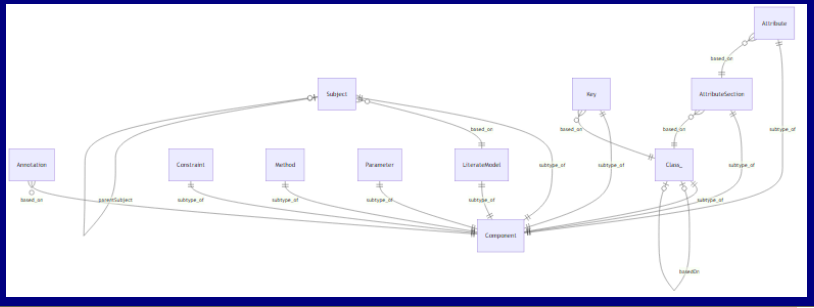 Attribute
based_on
Subject
Key
AttributeSection
based_on
based_on
based_on
subtype_of
Annotation
Constraint
Method
Parameter
LiterateModel
subtype_of
subtype_of
Class_
subtype_of
based_on
parentSubject
subtype_of
subtype_of
subtype_of
subtype_of
subtype_of
Component
basedOn